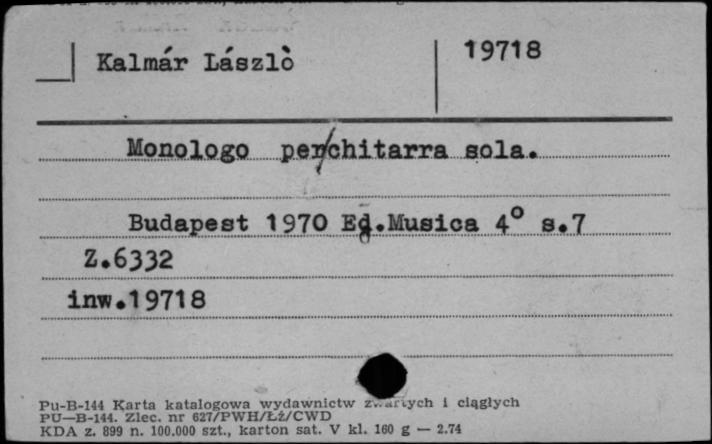 Kalmár Lászlò
19718
Monologo per/chitarra sola.
Budapest 1970 Ed.Musica 4° s.7
Z.6332
inw.19718
Pu-B-144 Karta katalogowa wydawnictw zwartych i ciągłych
PU—B-144. Zlec. nr 627/PWH/Łź/CWD
KDA z. 899 n. 100.000 szt., karton sat. V kl. 160 g — 2.74